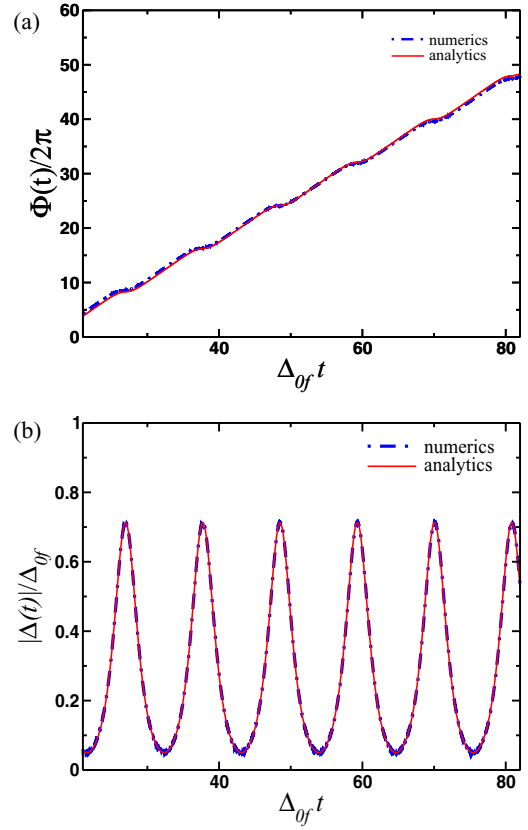 (a)
numerics
analytics
60
50
40
30
20
10
0
Φ(t)/2π
40
60
80
Δ0f t
(b)
numerics
analytics
1
0.8
0.6
0.4
0.2
0
|Δ(t)|/Δ0f
40
60
80
Δ0f t